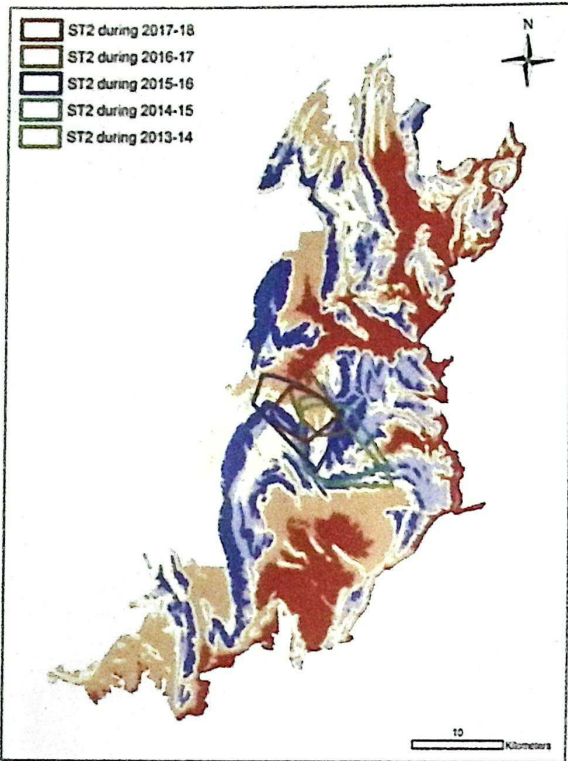 ST2 during 2017-18
ST2 during 2016-17
ST2 during 2015-16
ST2 during 2014-15
ST2 during 2013-14
N
10
Kilometers